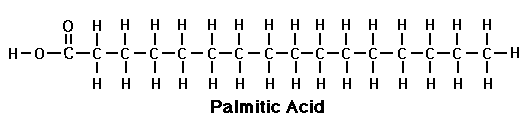 O H H H H H H H H H H H H H H H
H–O–C–C–C–C–C–C–C–C–C–C–C–C–C–C–C–C–H
H H H H H H H H H H H H H H H
Palmitic Acid